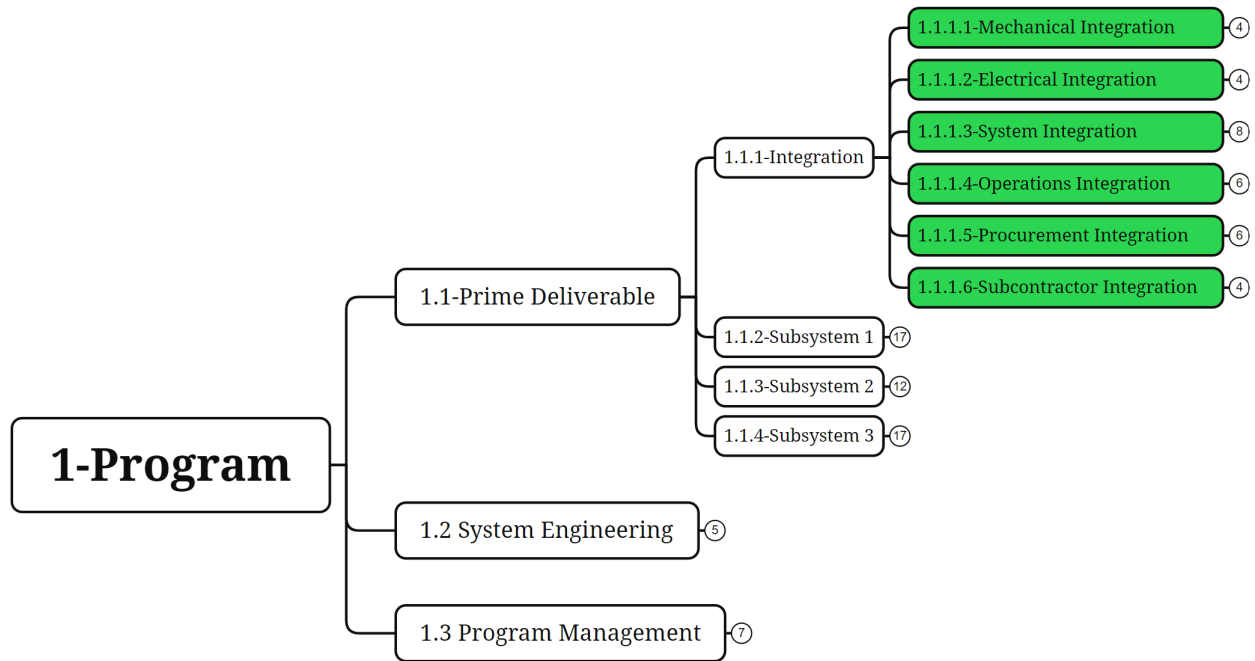 1-Program
1.1-Prime Deliverable
1.1.1-Integration
1.1.1.1-Mechanical Integration 4
1.1.1.2-Electrical Integration 4
1.1.1.3-System Integration 8
1.1.1.4-Operations Integration 6
1.1.1.5-Procurement Integration 6
1.1.1.6-Subcontractor Integration 4
1.1.2-Subsystem 1 17
1.1.3-Subsystem 2 12
1.1.4-Subsystem 3 17
1.2 System Engineering 5
1.3 Program Management 7